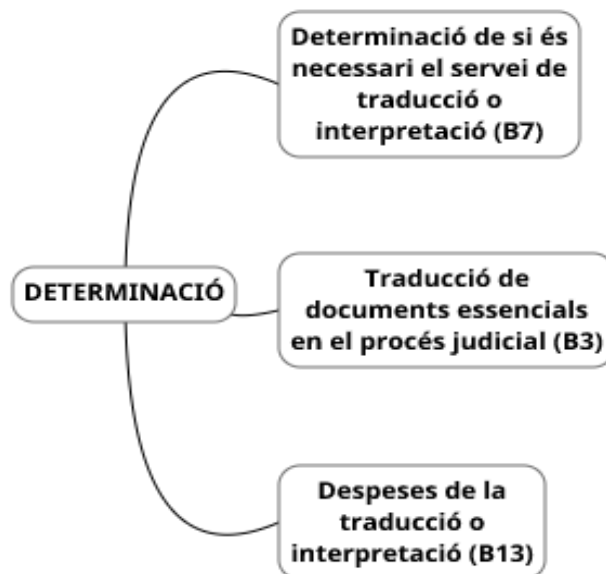 Determinació de si és
necessari el servei de
traducció o
interpretació (B7)
DETERMINACIÓ
Traducció de
documents essencials
en el procés judicial (B3)
Despeses de la
traducció o
interpretació (B13)